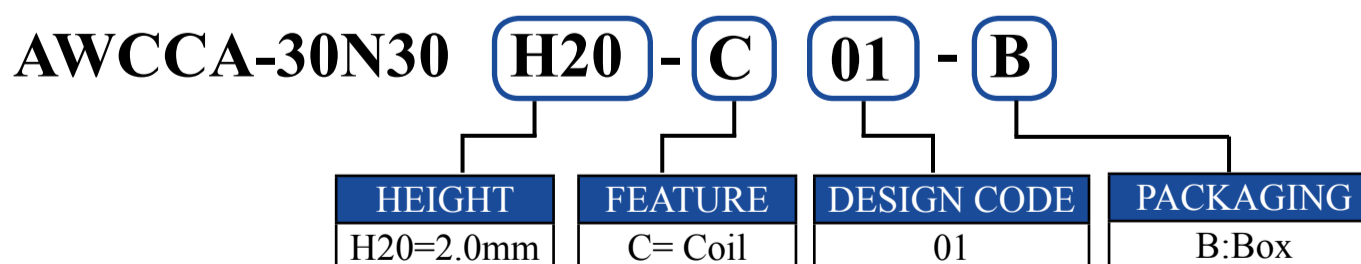 AWCCA-30N30 H20 - C 01 - B
HEIGHT FEATURE DESIGN CODE PACKAGING
H20=2.0mm C= Coil 01 B:Box